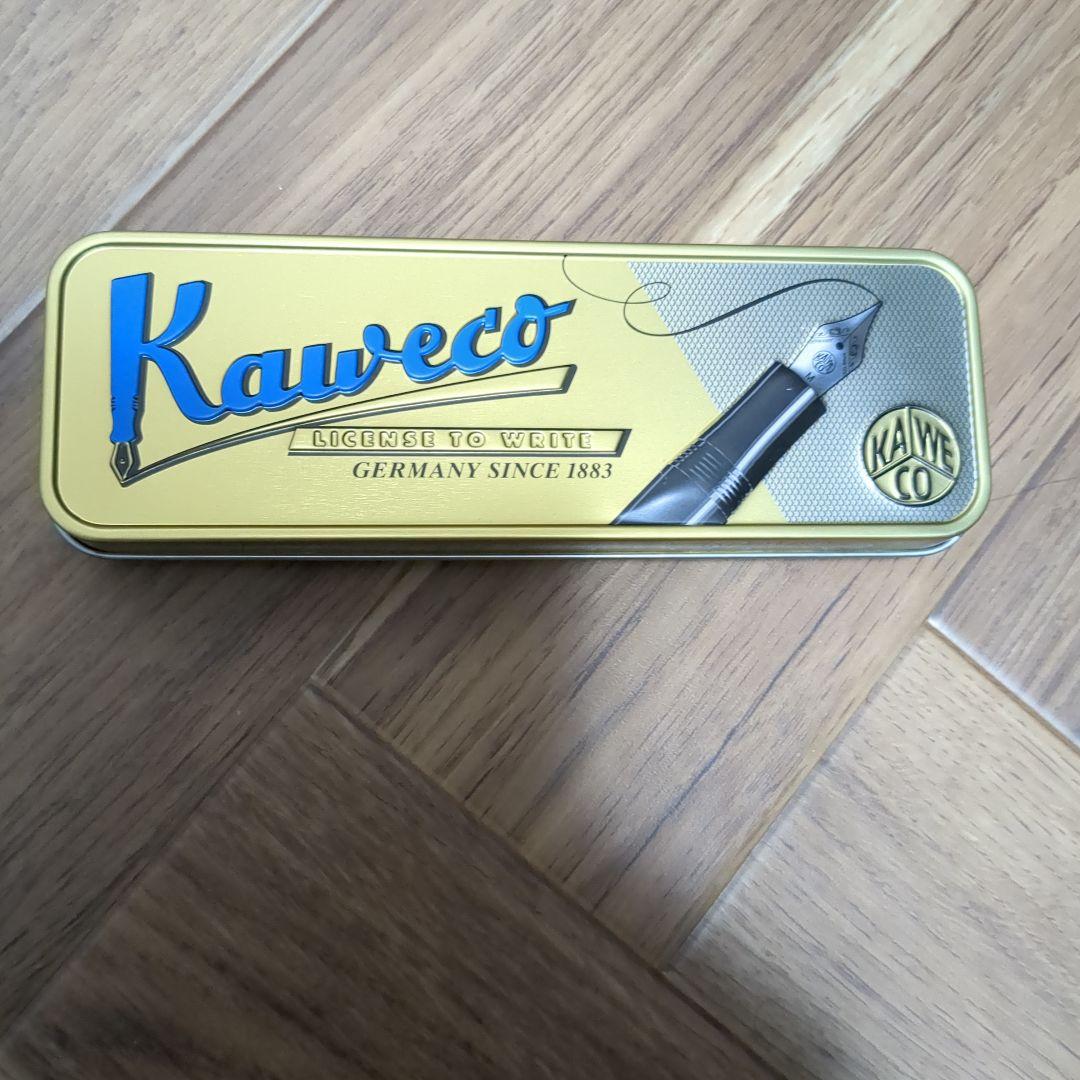 Kaweco
LICENSE TO WRITE
GERMANY SINCE 1883
KA WE
CO